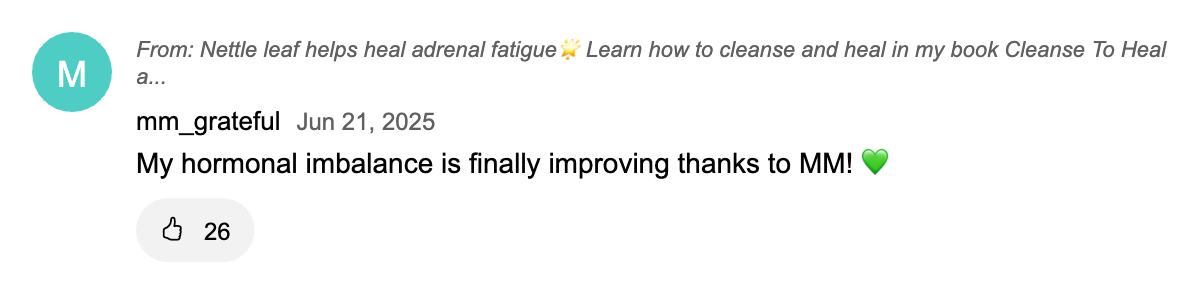 M
From: Nettle leaf helps heal adrenal fatigue🌟 Learn how to cleanse and heal in my book Cleanse To Heal
a...
mm_grateful Jun 21, 2025
My hormonal imbalance is finally improving thanks to MM! 💚
26